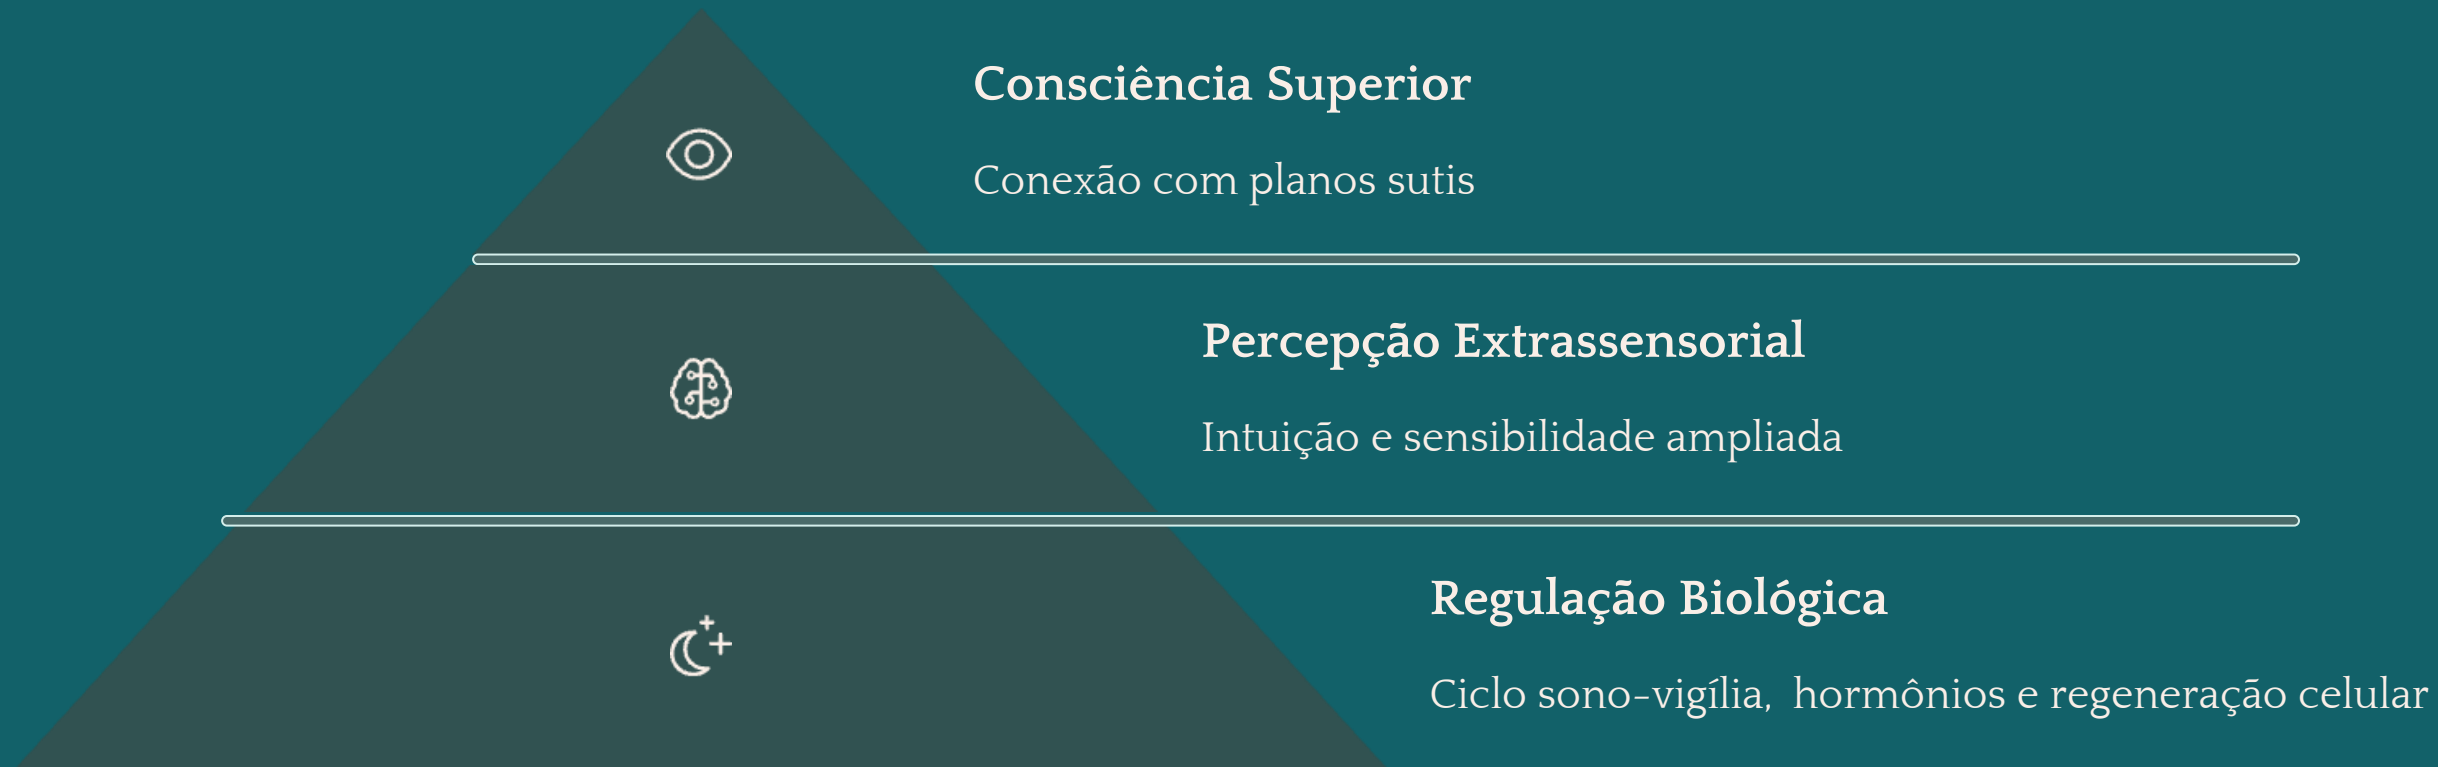 Consciência Superior
Conexão com planos sutis
Percepção Extrassensorial
Intuição e sensibilidade ampliada
Regulação Biológica
Ciclo sono-vigília, hormônios e regeneração celular